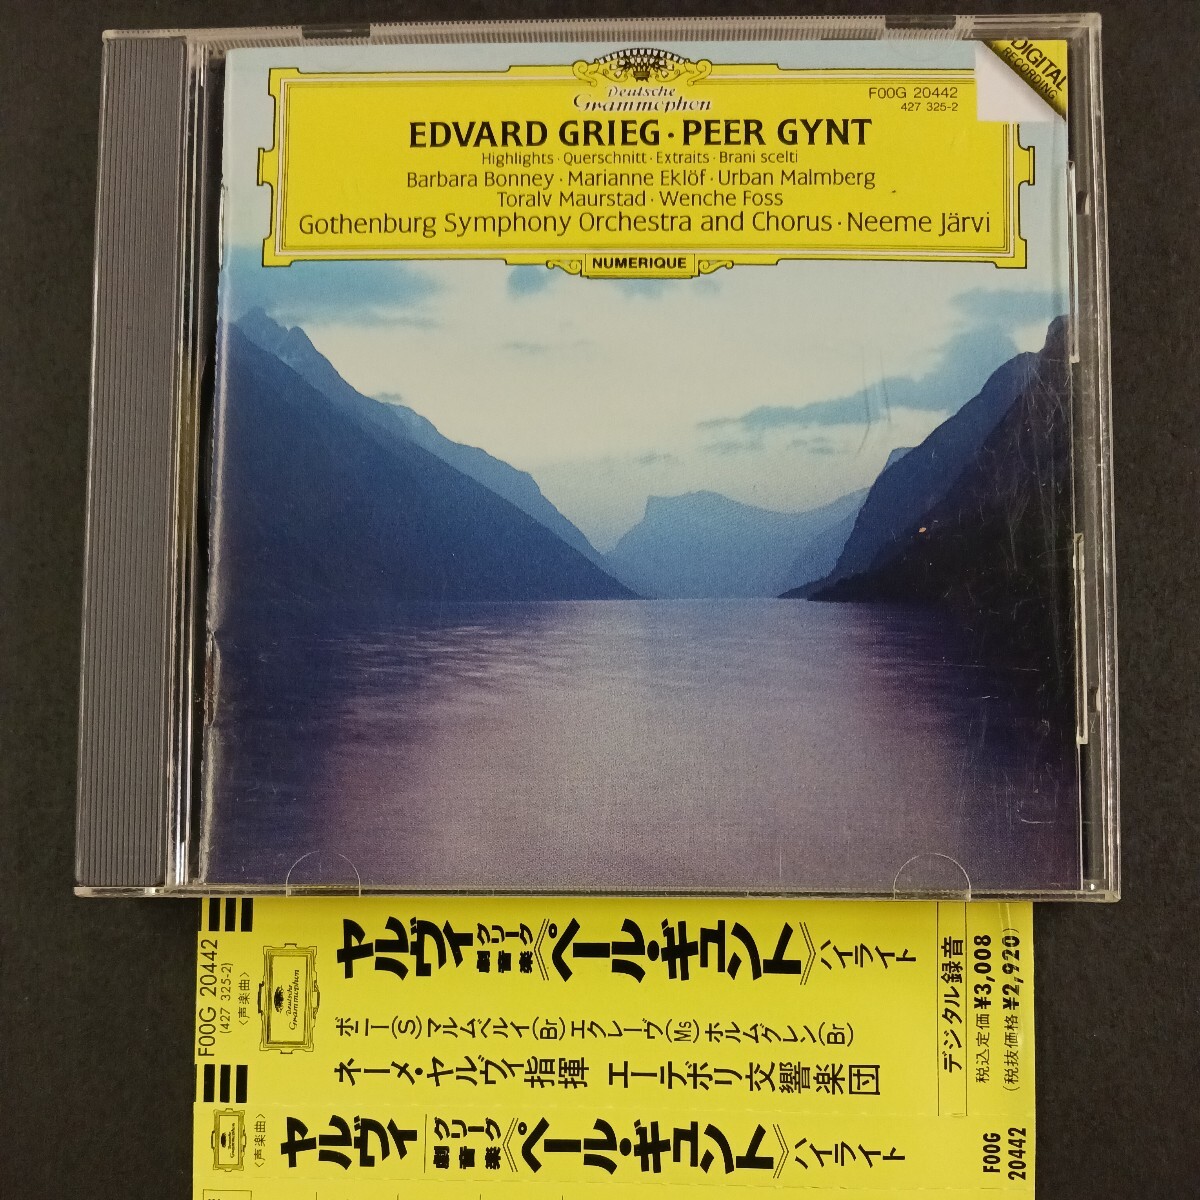 DIGITAL
RECORDING
Deutsche
Grammophon
F00G 20442
427 325-2
EDVARD GRIEG · PEER GYNT
Highlights · Querschnitt · Extraits · Brani scelti
Barbara Bonney · Marianne Eklöf · Urban Malmberg
Toralv Maurstad · Wenche Foss
Gothenburg Symphony Orchestra and Chorus · Neeme Järvi
NUMERIQUE
F00G 20442
(427 325-2)
〈声楽曲〉
Deutsche
Grammophon
ヤルヴィ
グリーク
劇音楽
《ペール・ギュント》ハイライト
ボニー(S)マルムベルイ(Br)エクレーヴ(Ms)ホルムグレン(Br)
ネーメ・ヤルヴィ指揮 エーテボリ交響楽団
デジタル録音
税込定価¥3,008
(税抜価格¥2,920)
〈声楽曲〉
ヤルヴィ
グリーク
劇音楽
《ペール・ギュント》ハイライト
F00G
20442